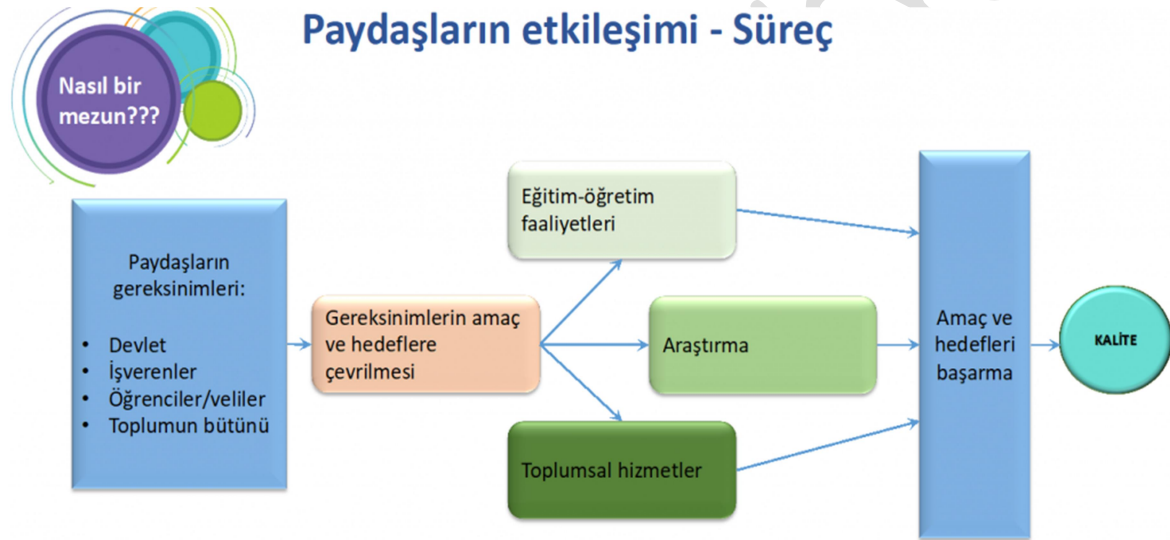 Paydaşların etkileşimi - Süreç
Nasıl bir
mezun???
Paydaşların
gereksinimleri:
• Devlet
• İşverenler
• Öğrenciler/veliler
• Toplumun bütünü
Gereksinimlerin amaç
ve hedeflere
çevrilmesi
Eğitim-öğretim
faaliyetleri
Araştırma
Toplumsal hizmetler
Amaç ve
hedefleri
başarma
KALİTE